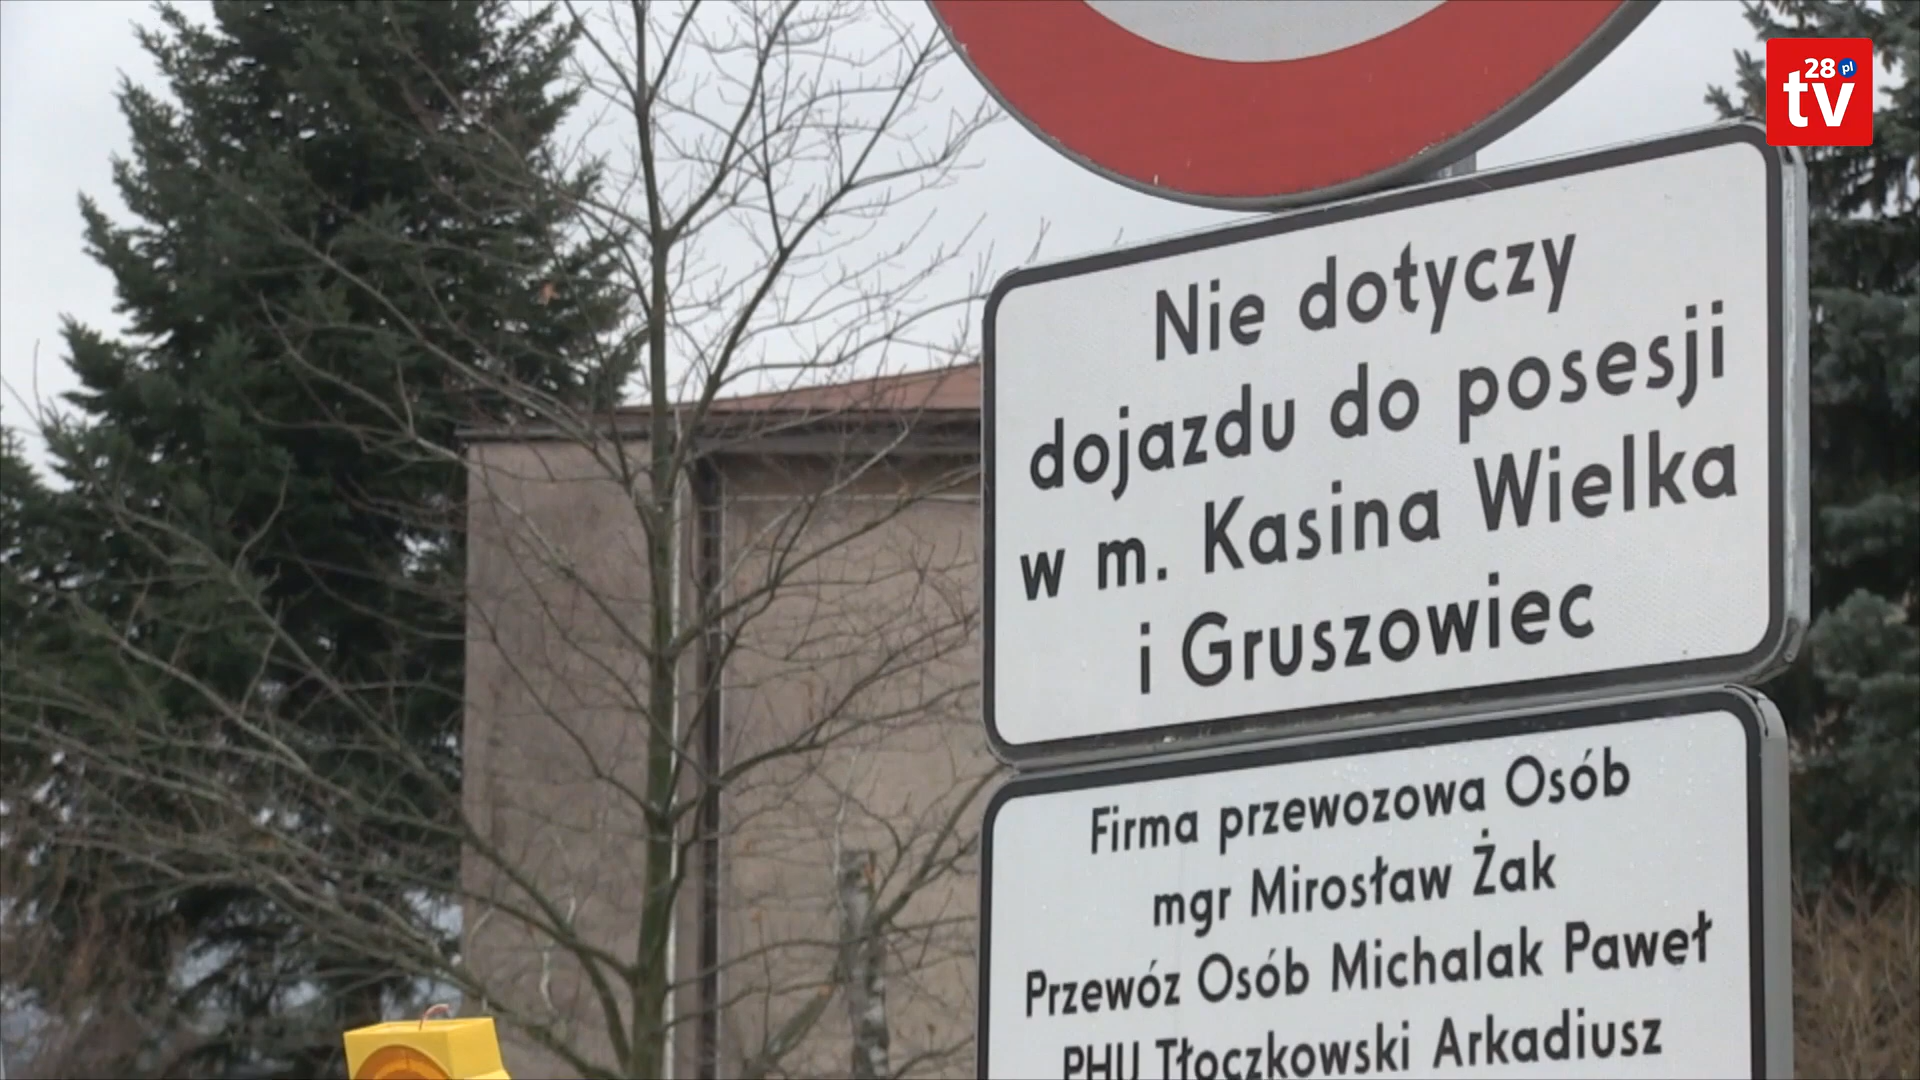 28 pl
tv
Nie dotyczy
dojazdu do posesji
w m. Kasina Wielka
i Gruszowiec
Firma przewozowa Osób
mgr Mirosław Żak
Przewóz Osób Michalak Paweł
PHU Tłoczkowski Arkadiusz